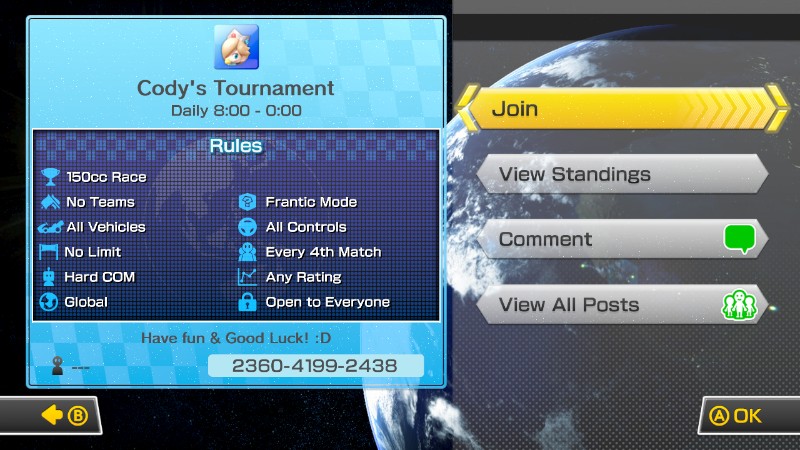 Cody's Tournament
Daily 8:00 - 0:00
Rules
150cc Race
No Teams
Frantic Mode
All Vehicles
All Controls
No Limit
Every 4th Match
Hard COM
Any Rating
Global
Open to Everyone
Have fun & Good Luck! :D
---
2360-4199-2438
Join
View Standings
Comment
View All Posts
B
A OK